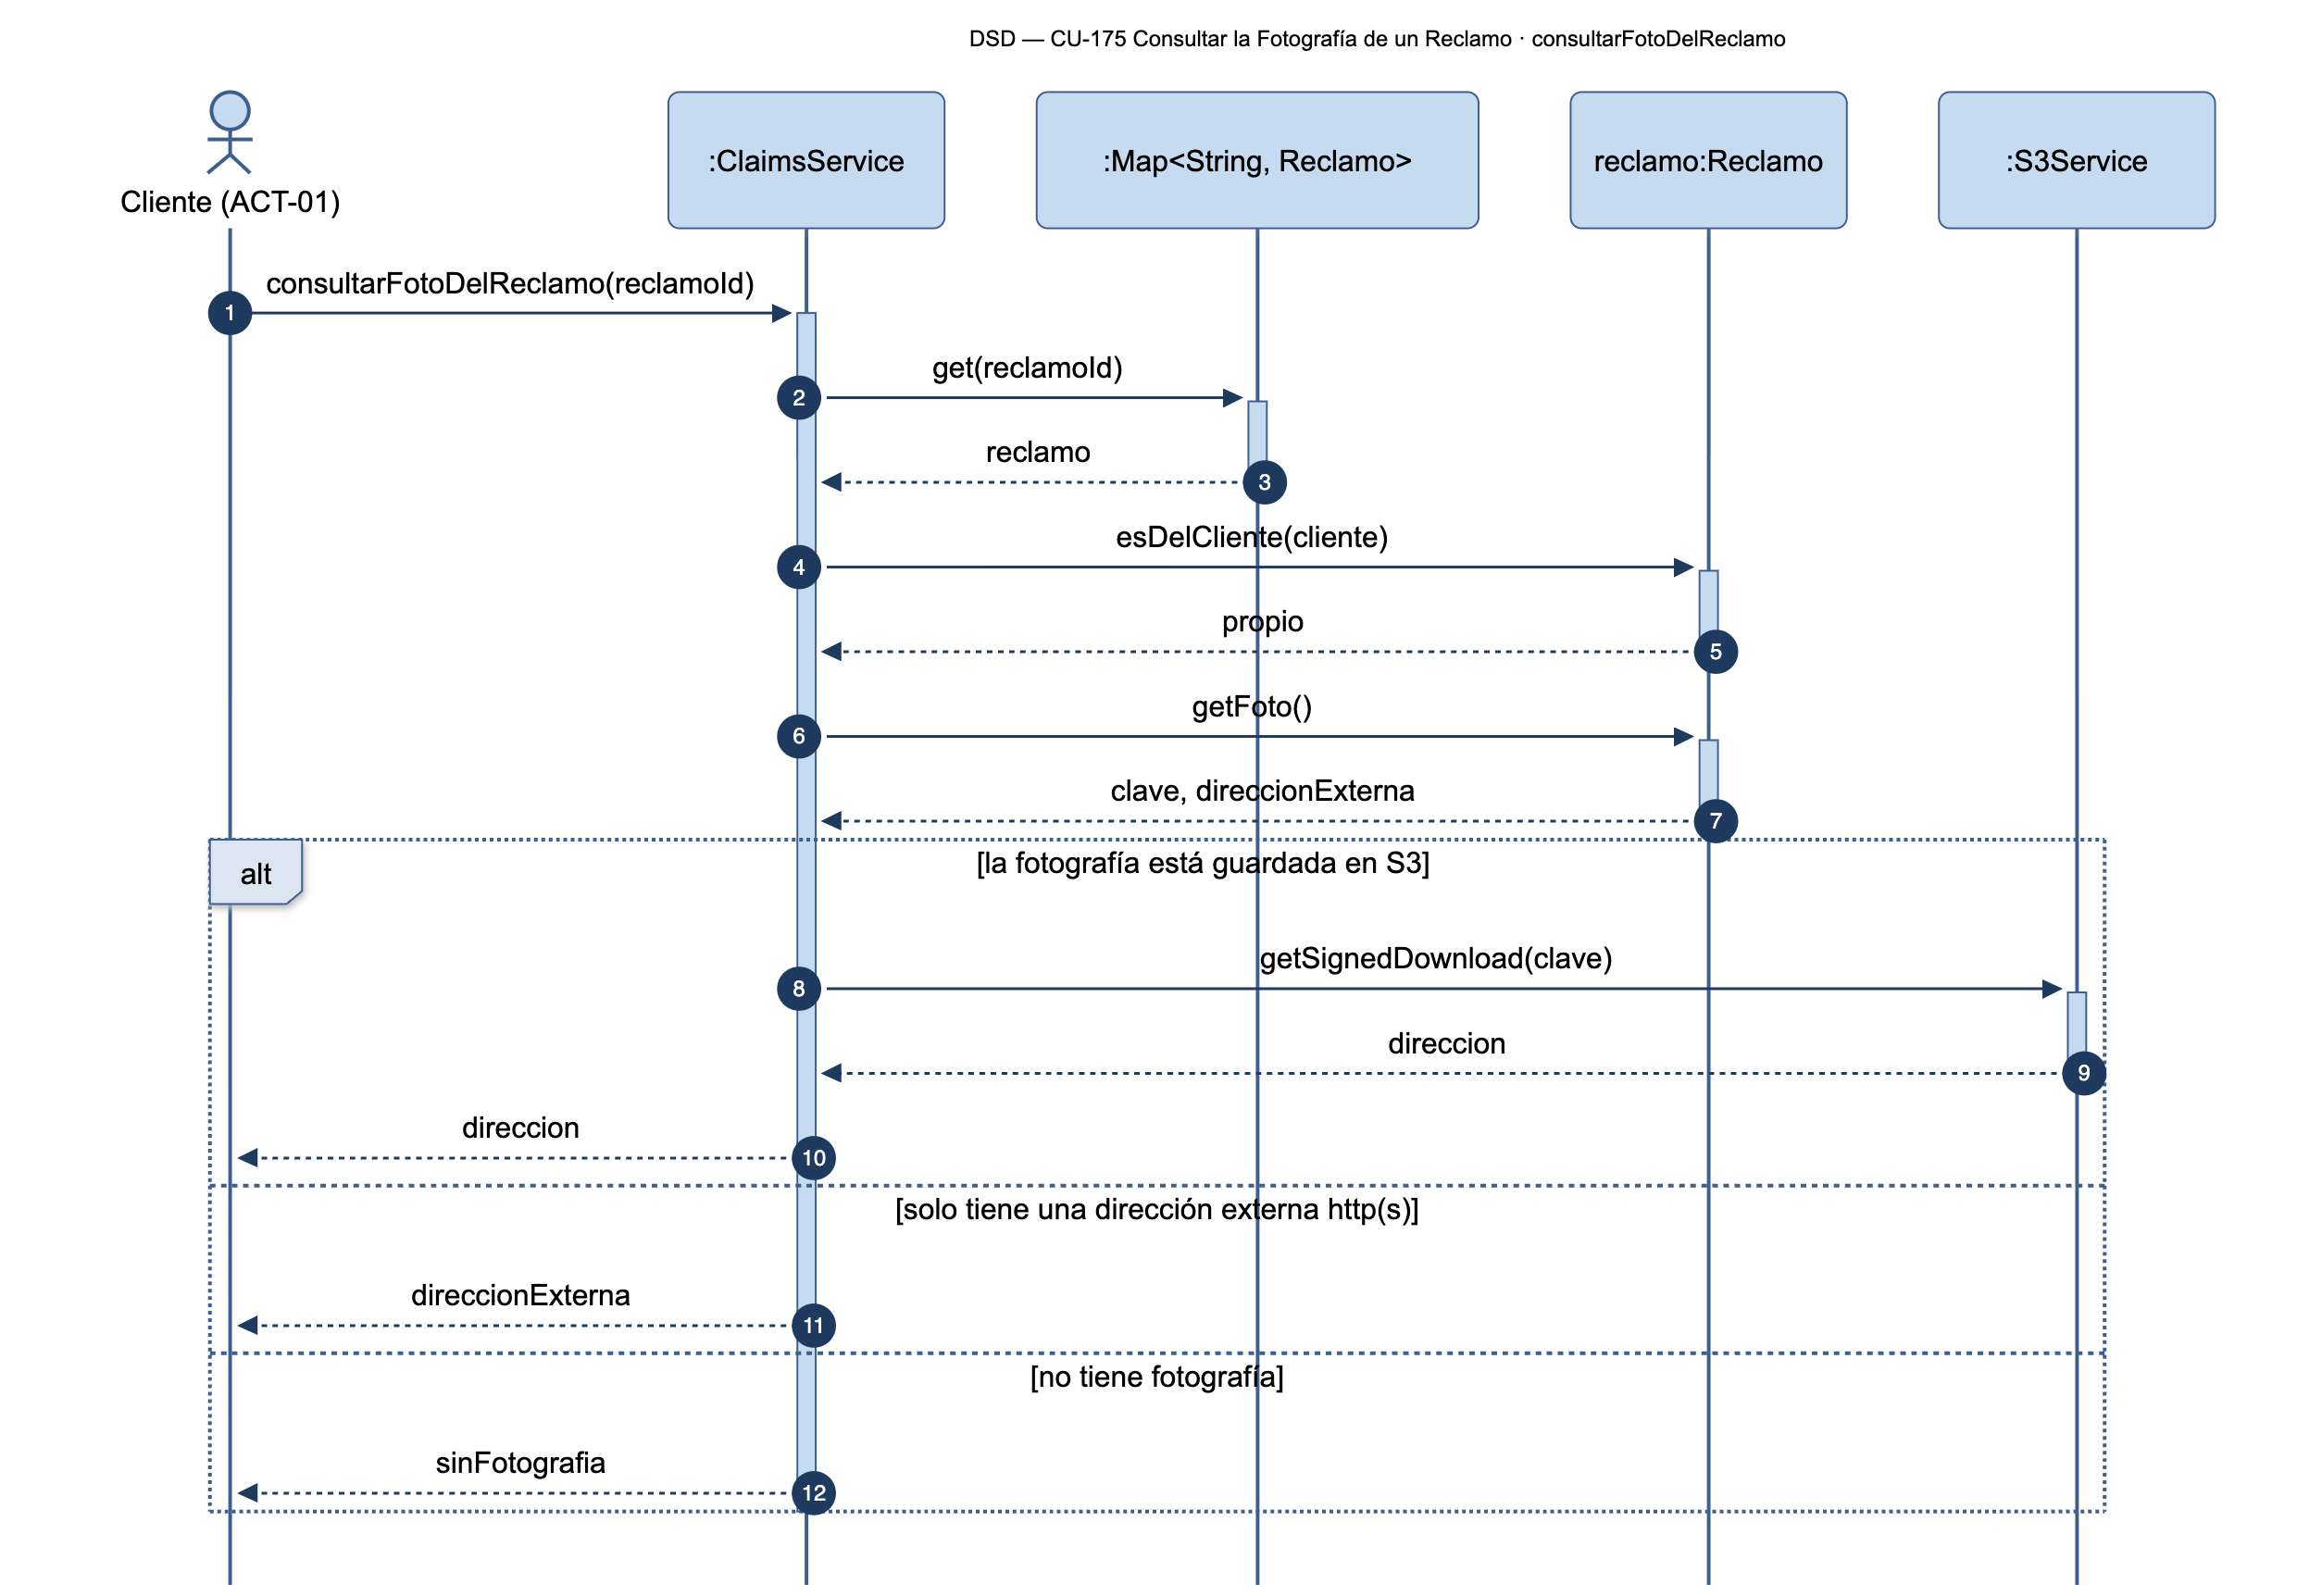 DSD — CU-175 Consultar la Fotografía de un Reclamo · consultarFotoDelReclamo
Cliente (ACT-01)
:ClaimsService
:Map<String, Reclamo>
reclamo:Reclamo
:S3Service
consultarFotoDelReclamo(reclamoId)
1
get(reclamoId)
2
reclamo
3
esDelCliente(cliente)
4
propio
5
getFoto()
6
clave, direccionExterna
7
alt
[la fotografía está guardada en S3]
getSignedDownload(clave)
8
direccion
9
direccion
10
[solo tiene una dirección externa http(s)]
direccionExterna
11
[no tiene fotografía]
sinFotografia
12